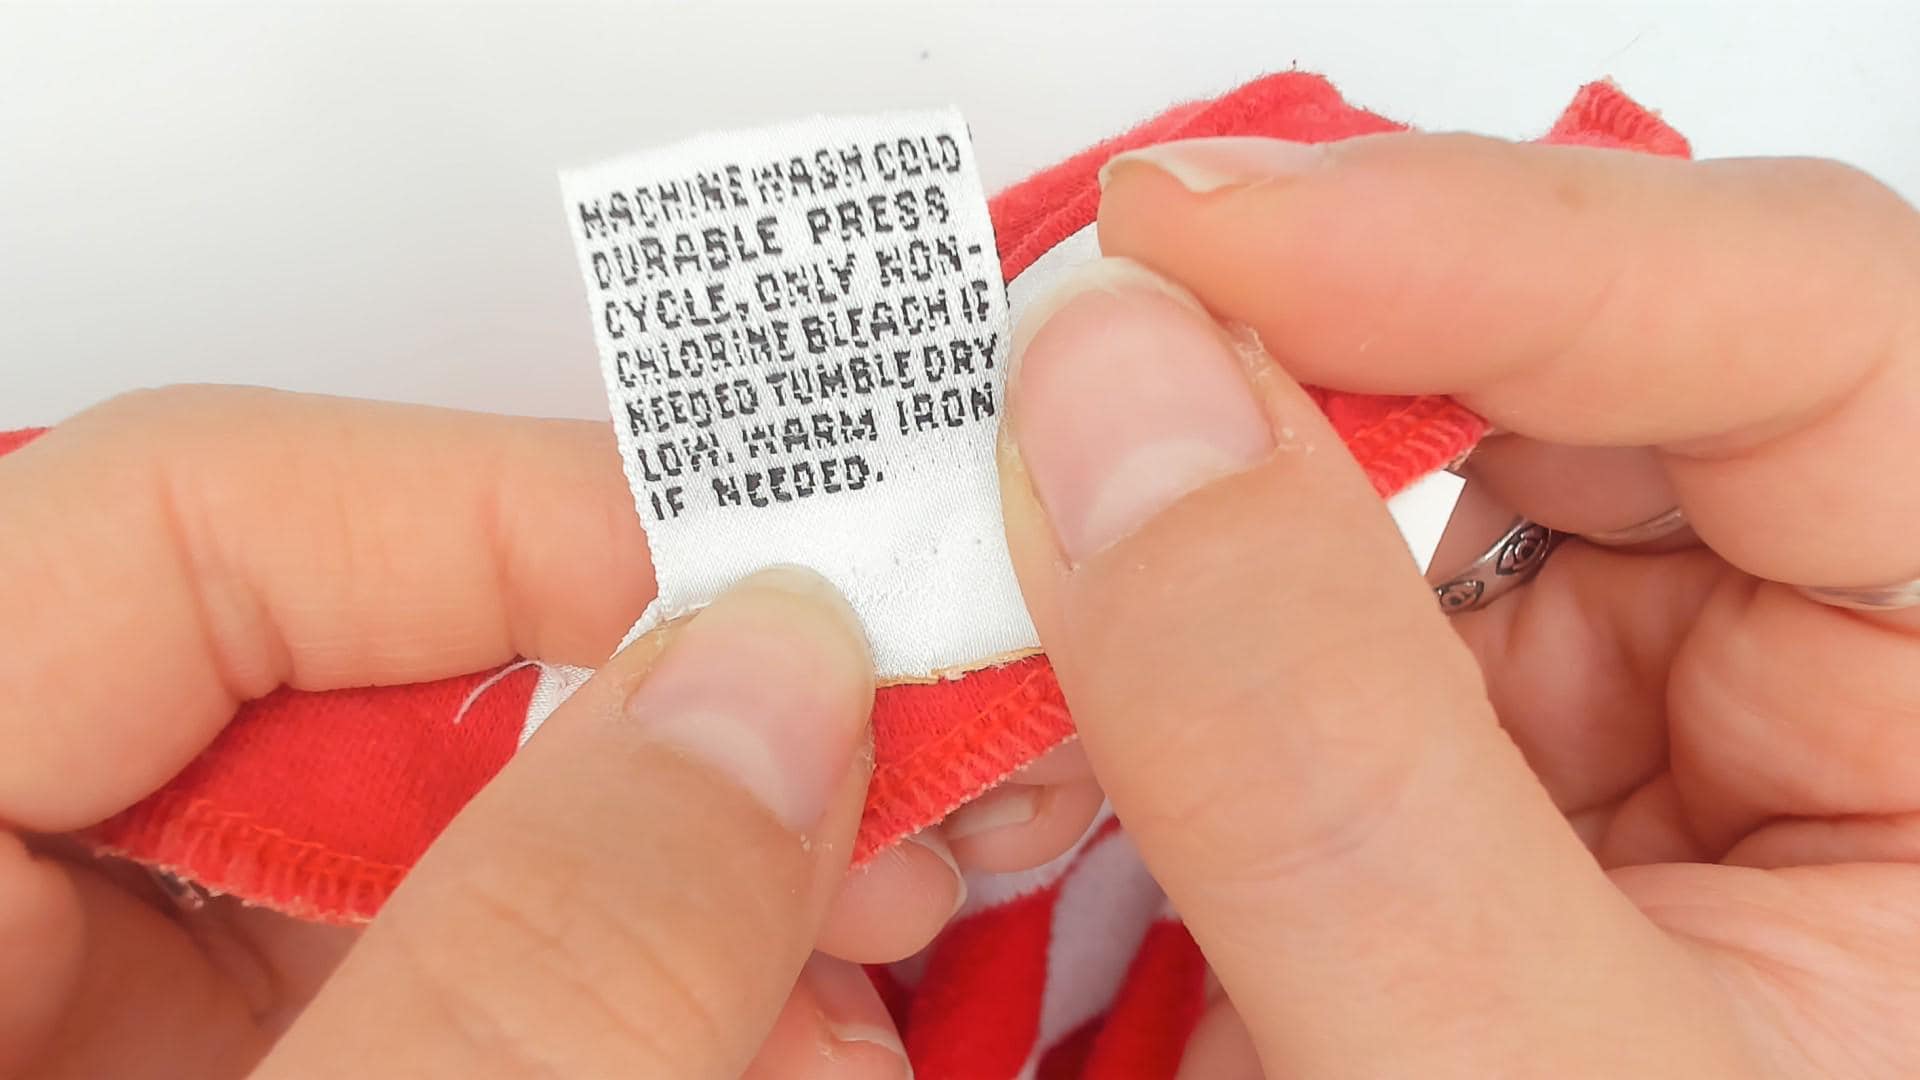 MACHINE WASH COLD
DURABLE PRESS
CYCLE, ONLY NON-
CHLORINE BLEACH IF
NEEDED TUMBLE DRY
LOW, WARM IRON
IF NEEDED.